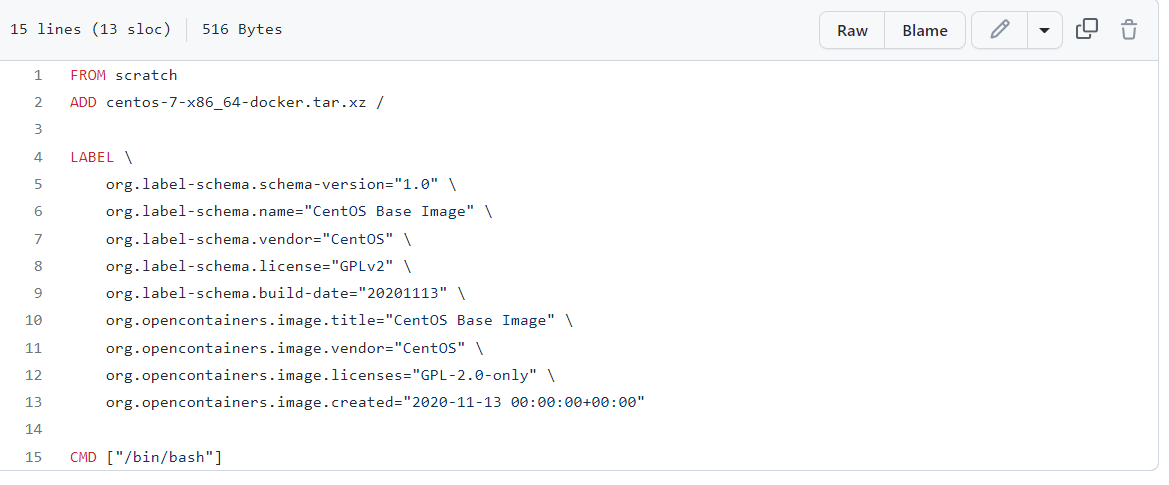 15 lines (13 sloc) 516 Bytes Raw Blame
1 FROM scratch
2 ADD centos-7-x86_64-docker.tar.xz /
3
4 LABEL \
5     org.label-schema.schema-version="1.0" \
6     org.label-schema.name="CentOS Base Image" \
7     org.label-schema.vendor="CentOS" \
8     org.label-schema.license="GPLv2" \
9     org.label-schema.build-date="20201113" \
10     org.opencontainers.image.title="CentOS Base Image" \
11     org.opencontainers.image.vendor="CentOS" \
12     org.opencontainers.image.licenses="GPL-2.0-only" \
13     org.opencontainers.image.created="2020-11-13 00:00:00+00:00"
14
15 CMD ["/bin/bash"]